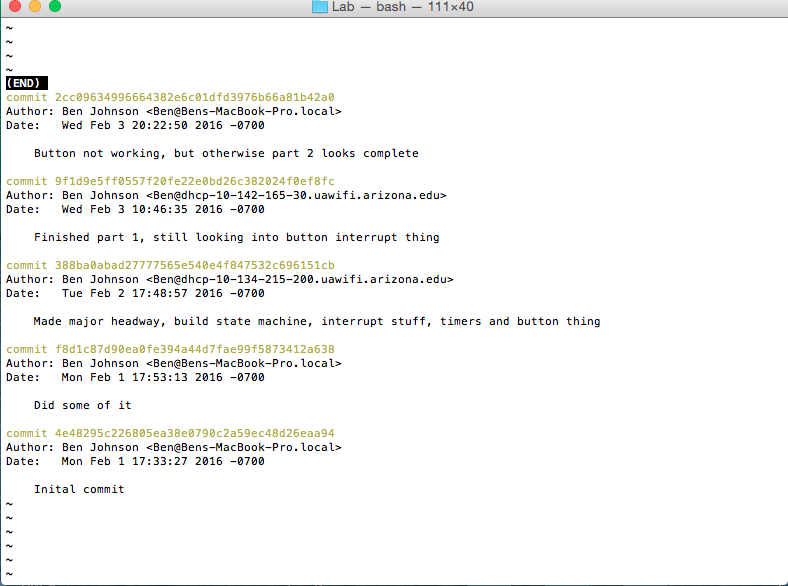 Lab — bash — 111×40
~
~
~
~
(END)
commit 2cc09634996664382e6c01dfd3976b66a81b42a0
Author: Ben Johnson <Ben@Bens-MacBook-Pro.local>
Date:   Wed Feb 3 20:22:50 2016 -0700
Button not working, but otherwise part 2 looks complete
commit 9f1d9e5ff0557f20fe22e0bd26c382024f0ef8fc
Author: Ben Johnson <Ben@dhcp-10-142-165-30.uawifi.arizona.edu>
Date:   Wed Feb 3 10:46:35 2016 -0700
Finished part 1, still looking into button interrupt thing
commit 388ba0abad27777565e540e4f847532c696151cb
Author: Ben Johnson <Ben@dhcp-10-134-215-200.uawifi.arizona.edu>
Date:   Tue Feb 2 17:48:57 2016 -0700
Made major headway, build state machine, interrupt stuff, timers and button thing
commit f8d1c87d90ea0fe394a44d7fae99f5873412a638
Author: Ben Johnson <Ben@Bens-MacBook-Pro.local>
Date:   Mon Feb 1 17:53:13 2016 -0700
Did some of it
commit 4e48295c226805ea38e0790c2a59ec48d26eaa94
Author: Ben Johnson <Ben@Bens-MacBook-Pro.local>
Date:   Mon Feb 1 17:33:27 2016 -0700
Inital commit
~
~
~
~
~
~